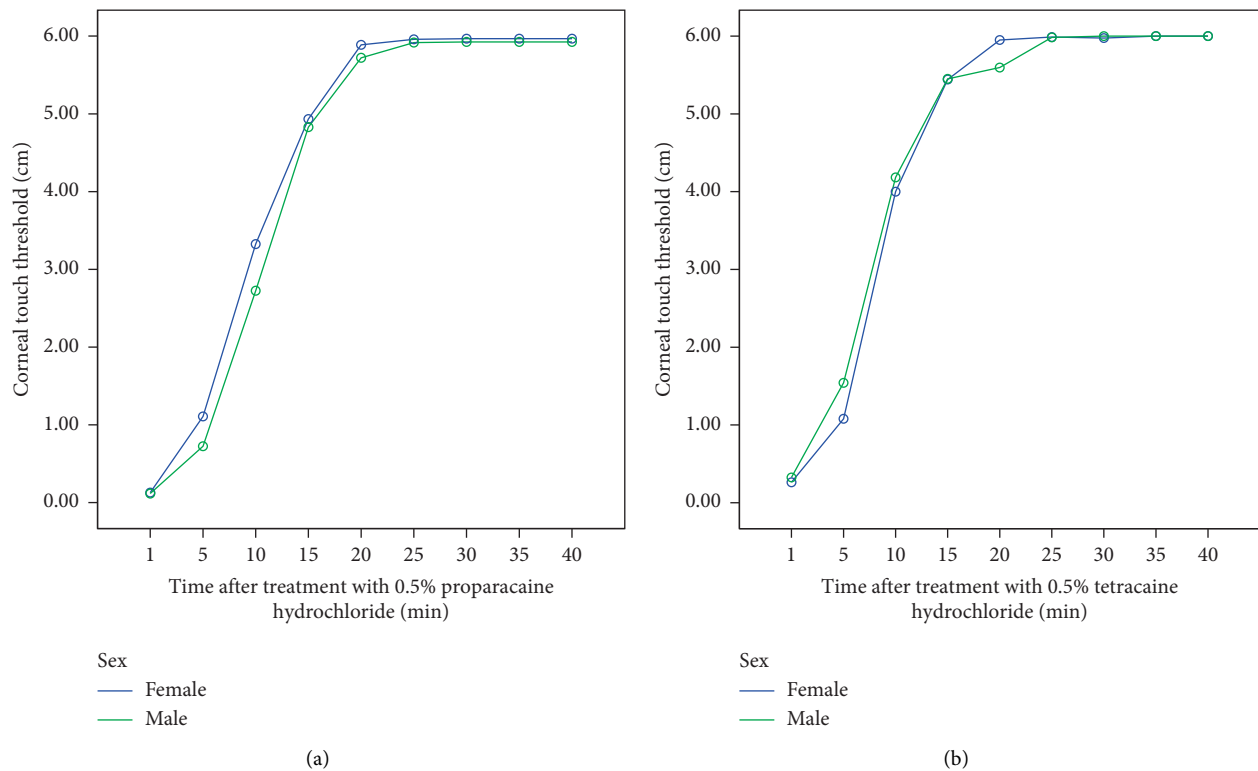 6.00
5.00
4.00
3.00
2.00
1.00
0.00
Corneal touch threshold (cm)
1 5 10 15 20 25 30 35 40
Time after treatment with 0.5% proparacaine
hydrochloride (min)
Sex
Female
Male
(a)
6.00
5.00
4.00
3.00
2.00
1.00
0.00
Corneal touch threshold (cm)
1 5 10 15 20 25 30 35 40
Time after treatment with 0.5% tetracaine
hydrochloride (min)
Sex
Female
Male
(b)